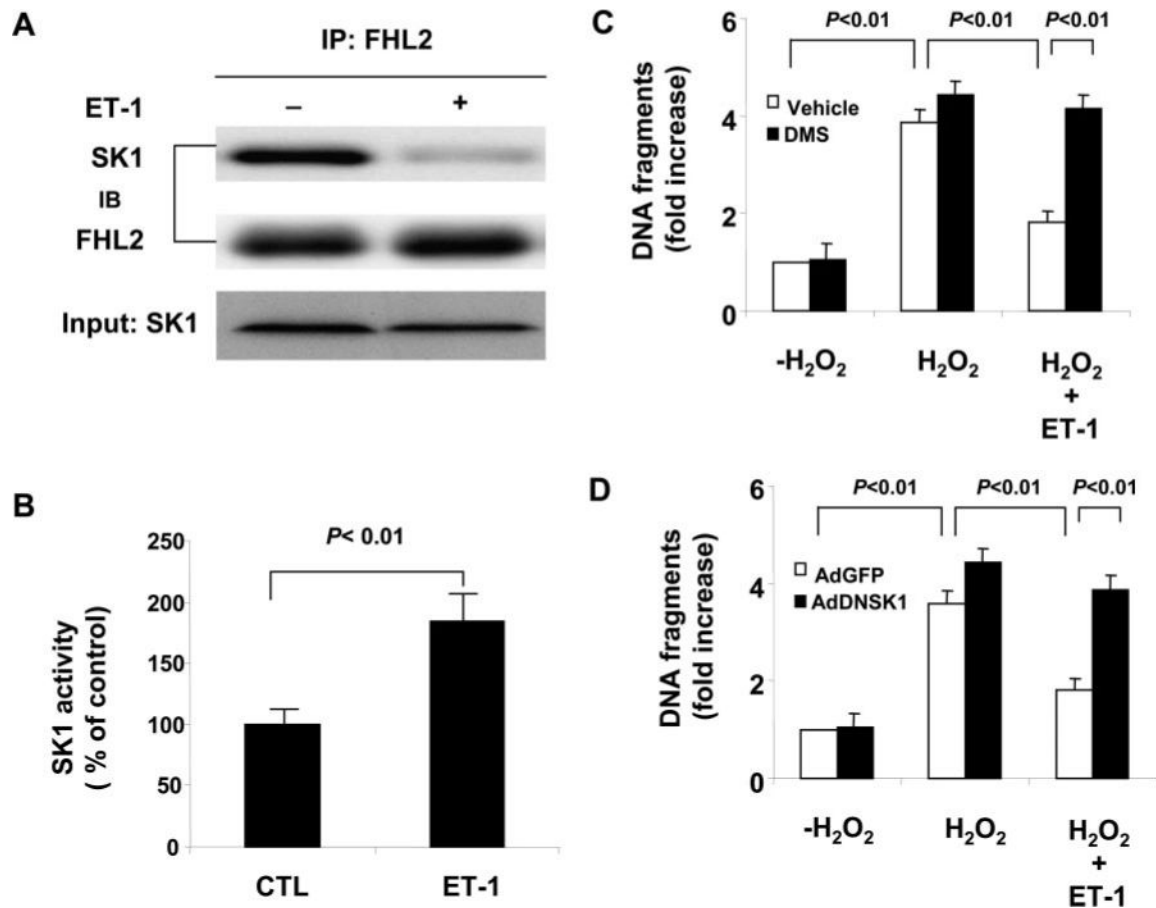 A
IP: FHL2
ET-1 – +
SK1
IB
FHL2
Input: SK1
B
P< 0.01
250
200
150
100
50
0
SK1 activity
( % of control)
CTL ET-1
C
P<0.01 P<0.01 P<0.01
6
4
2
0
Vehicle
DMS
DNA fragments
(fold increase)
-H₂O₂ H₂O₂ H₂O₂
+
ET-1
D
P<0.01 P<0.01 P<0.01
6
4
2
0
AdGFP
AdDNSK1
DNA fragments
(fold increase)
-H₂O₂ H₂O₂ H₂O₂
+
ET-1